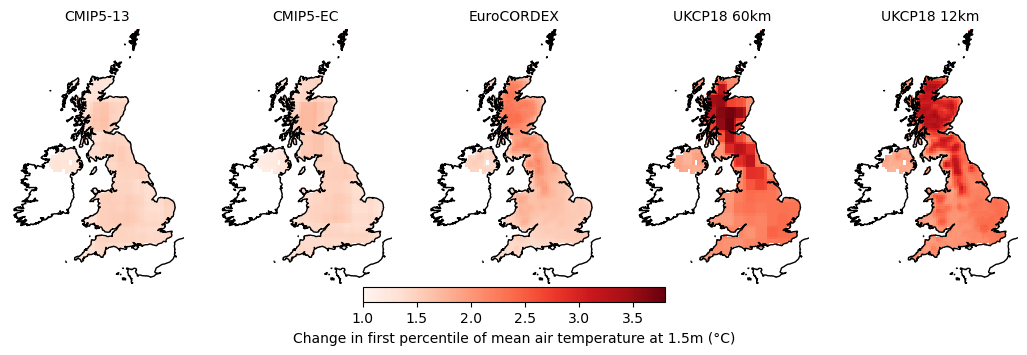 CMIP5-13
CMIP5-EC
EuroCORDEX
UKCP18 60km
UKCP18 12km
1.0 1.5 2.0 2.5 3.0 3.5
Change in first percentile of mean air temperature at 1.5m (°C)